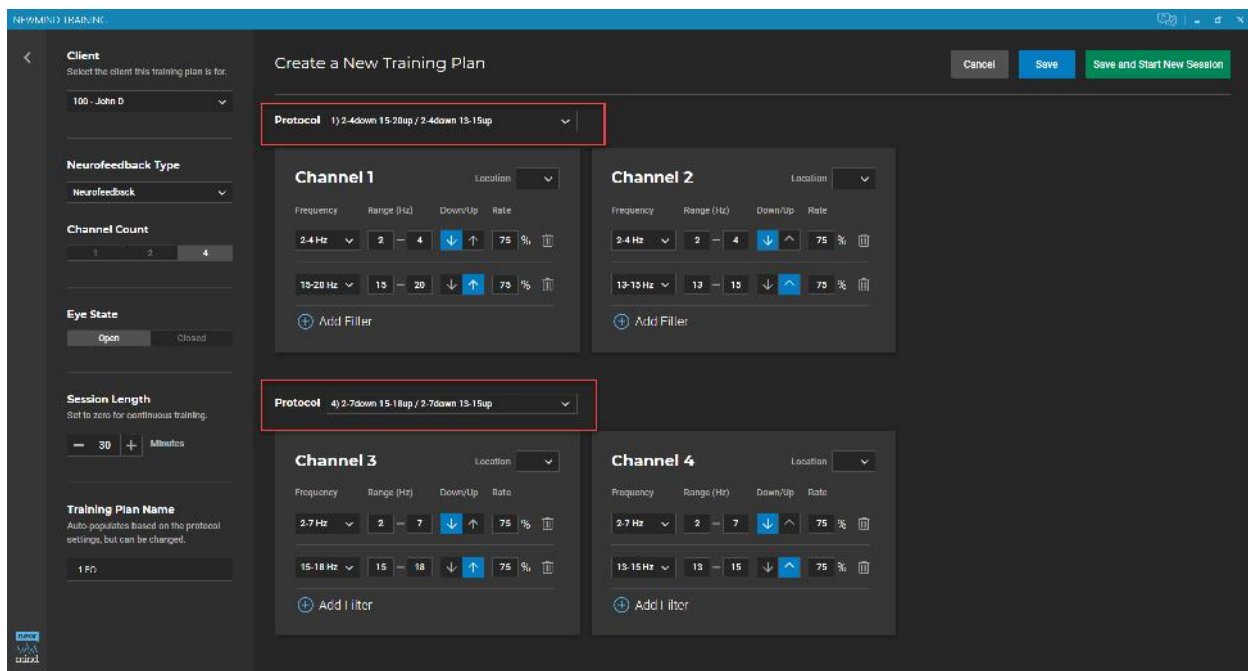 NEWMIND TRAINING
Client
Select the client this training plan is for.
100 - John D
Neurofeedback Type
Neurofeedback
Channel Count
1 2 4
Eye State
Open Closed
Session Length
Set to zero for continuous training.
— 30 + Minutes
Training Plan Name
Auto-populates based on the protocol
settings, but can be changed.
new
mind
Create a New Training Plan
Cancel Save Save and Start New Session
Protocol 1) 2-4down 15-20up / 2-4down 13-15up
Channel 1 Location
Frequency Range (Hz) Down/Up Rate
2-4 Hz 2 — 4 75 %
15-20 Hz 15 — 20 75 %
Add Filter
Channel 2 Location
Frequency Range (Hz) Down/Up Rate
2-4 Hz 2 — 4 75 %
13-15 Hz 13 — 15 75 %
Add Filter
Protocol 4) 2-7down 15-18up / 2-7down 13-15up
Channel 3 Location
Frequency Range (Hz) Down/Up Rate
2-7 Hz 2 — 7 75 %
15-18 Hz 15 — 18 75 %
Add Filter
Channel 4 Location
Frequency Range (Hz) Down/Up Rate
2-7 Hz 2 — 7 75 %
13-15 Hz 13 — 15 75 %
Add Filter